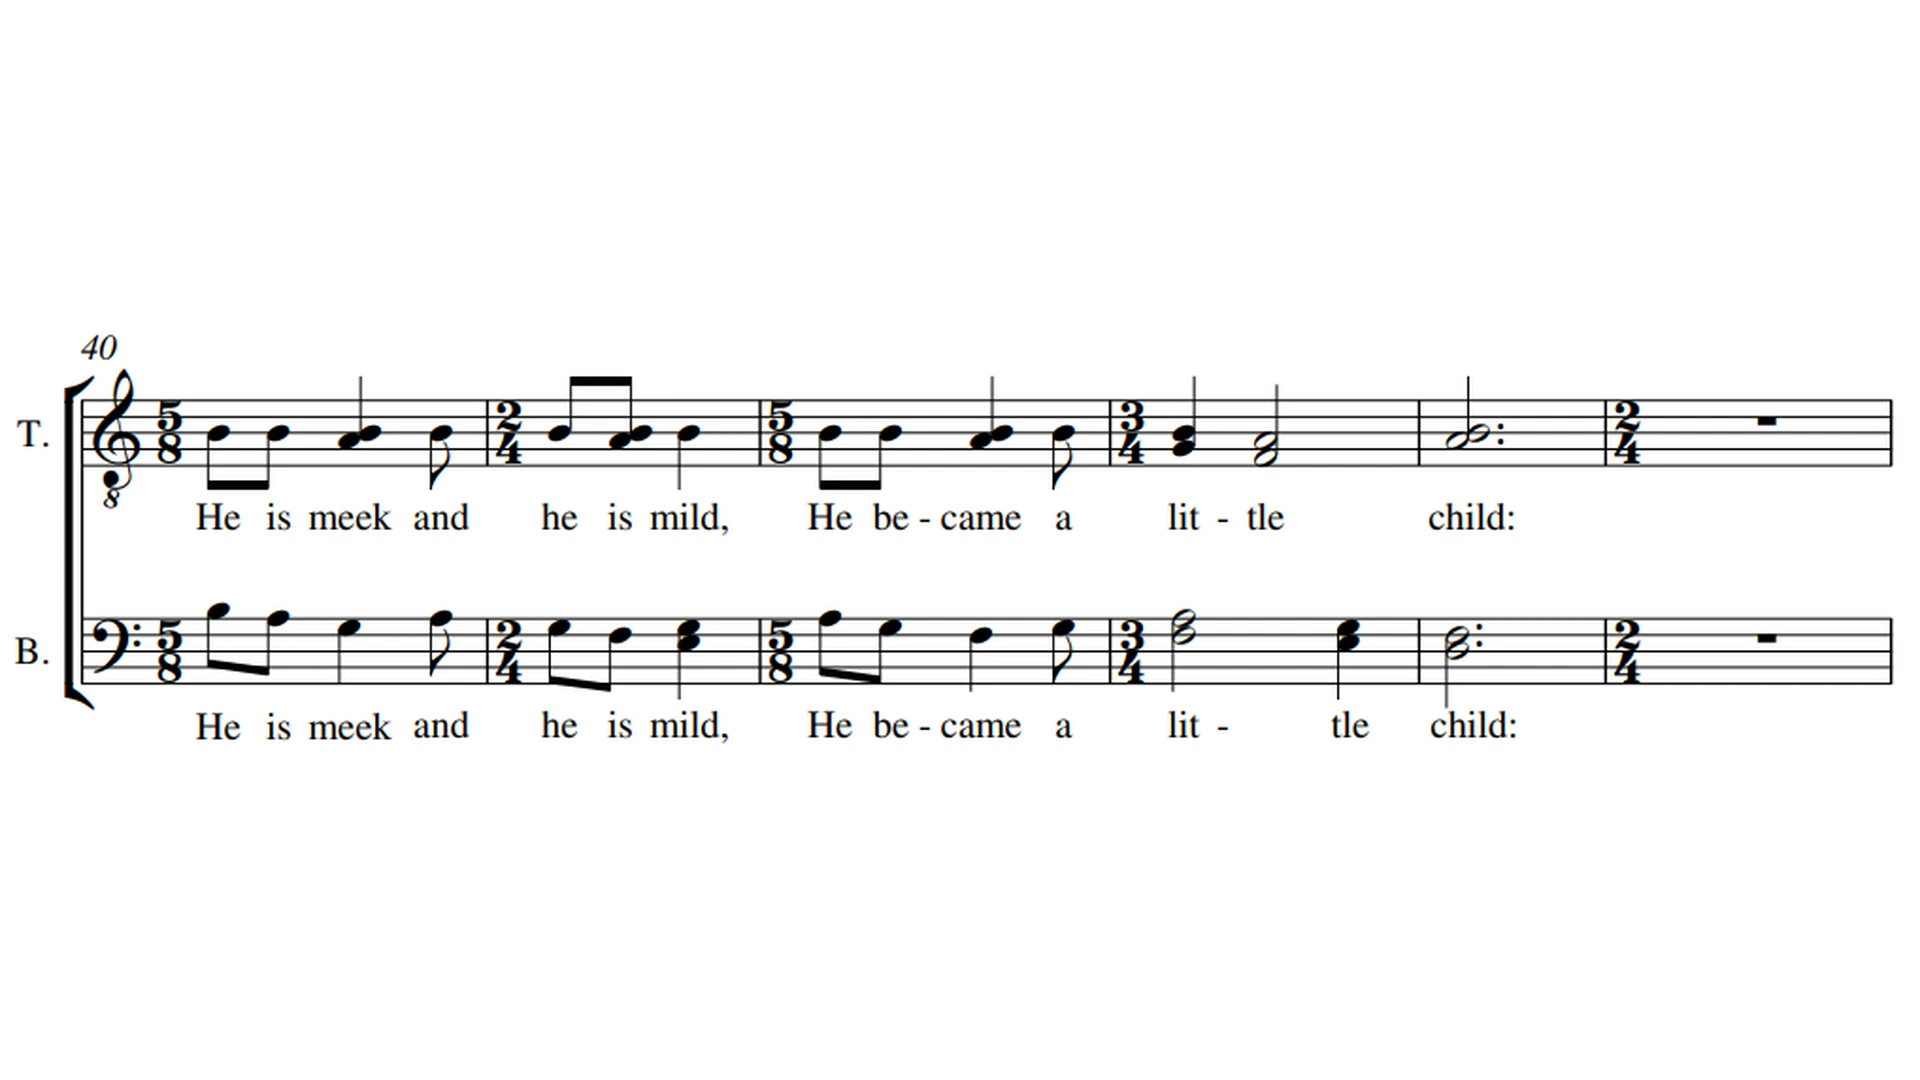 40
T.
He is meek and he is mild, He be - came a lit - tle child:
B.
He is meek and he is mild, He be - came a lit - tle child: